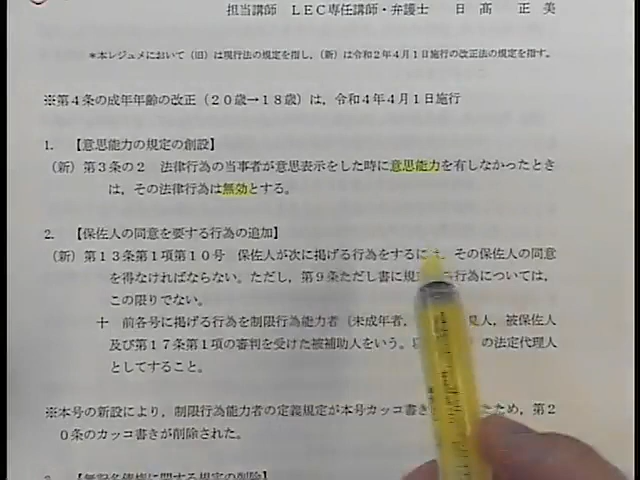 担当講師　ＬＥＣ専任講師・弁護士　日　髙　正　美
＊本レジュメにおいて（旧）は現行法の規定を指し，（新）は令和２年４月１日施行の改正法の規定を指す。
※第４条の成年年齢の改正（２０歳→１８歳）は，令和４年４月１日施行
1. 【意思能力の規定の創設】
（新）第３条の２　法律行為の当事者が意思表示をした時に意思能力を有しなかったとき
は，その法律行為は無効とする。
2. 【保佐人の同意を要する行為の追加】
（新）第１３条第１項第１０号　保佐人が次に掲げる行為をするには，その保佐人の同意
を得なければならない。ただし，第９条ただし書に規 行為については，
この限りでない。
十　前各号に掲げる行為を制限行為能力者（未成年者， 見人，被保佐人
及び第１７条第１項の審判を受けた被補助人をいう。以 の法定代理人
としてすること。
※本号の新設により，制限行為能力者の定義規定が本号カッコ書き たため，第２
０条のカッコ書きが削除された。
3. 【無記名債権に関する規定の削除】